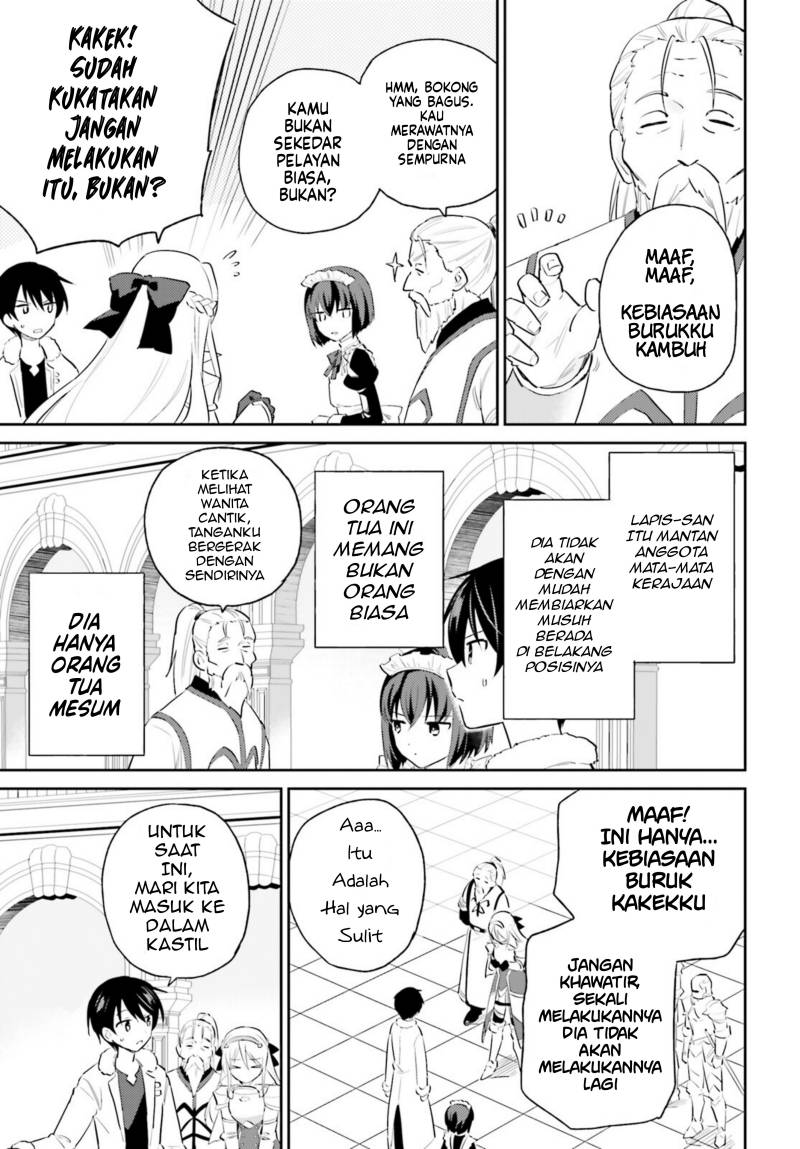 MAAF,
MAAF,
KEBIASAAN
BURUKKU
KAMBUH
HMM, BOKONG
YANG BAGUS.
KAU
MERAWATNYA
DENGAN
SEMPURNA
KAMU
BUKAN
SEKEDAR
PELAYAN
BIASA,
BUKAN?
KAKEK!
SUDAH
KUKATAKAN
JANGAN
MELAKUKAN
ITU, BUKAN?
LAPIS-SAN
ITU MANTAN
ANGGOTA
MATA-MATA
KERAJAAN
DIA TIDAK
AKAN
DENGAN
MUDAH
MEMBIARKAN
MUSUH
BERADA
DI BELAKANG
POSISINYA
ORANG
TUA INI
MEMANG
BUKAN
ORANG
BIASA
KETIKA
MELIHAT
WANITA
CANTIK,
TANGANKU
BERGERAK
DENGAN
SENDIRINYA
DIA
HANYA
ORANG
TUA
MESUM
MAAF!
INI HANYA...
KEBIASAAN
BURUK
KAKEKKU
JANGAN
KHAWATIR,
SEKALI
MELAKUKANNYA
DIA TIDAK
AKAN
MELAKUKANNYA
LAGI
Aaa...
Itu
Adalah
Hal yang
Sulit
UNTUK
SAAT
INI,
MARI KITA
MASUK KE
DALAM
KASTIL